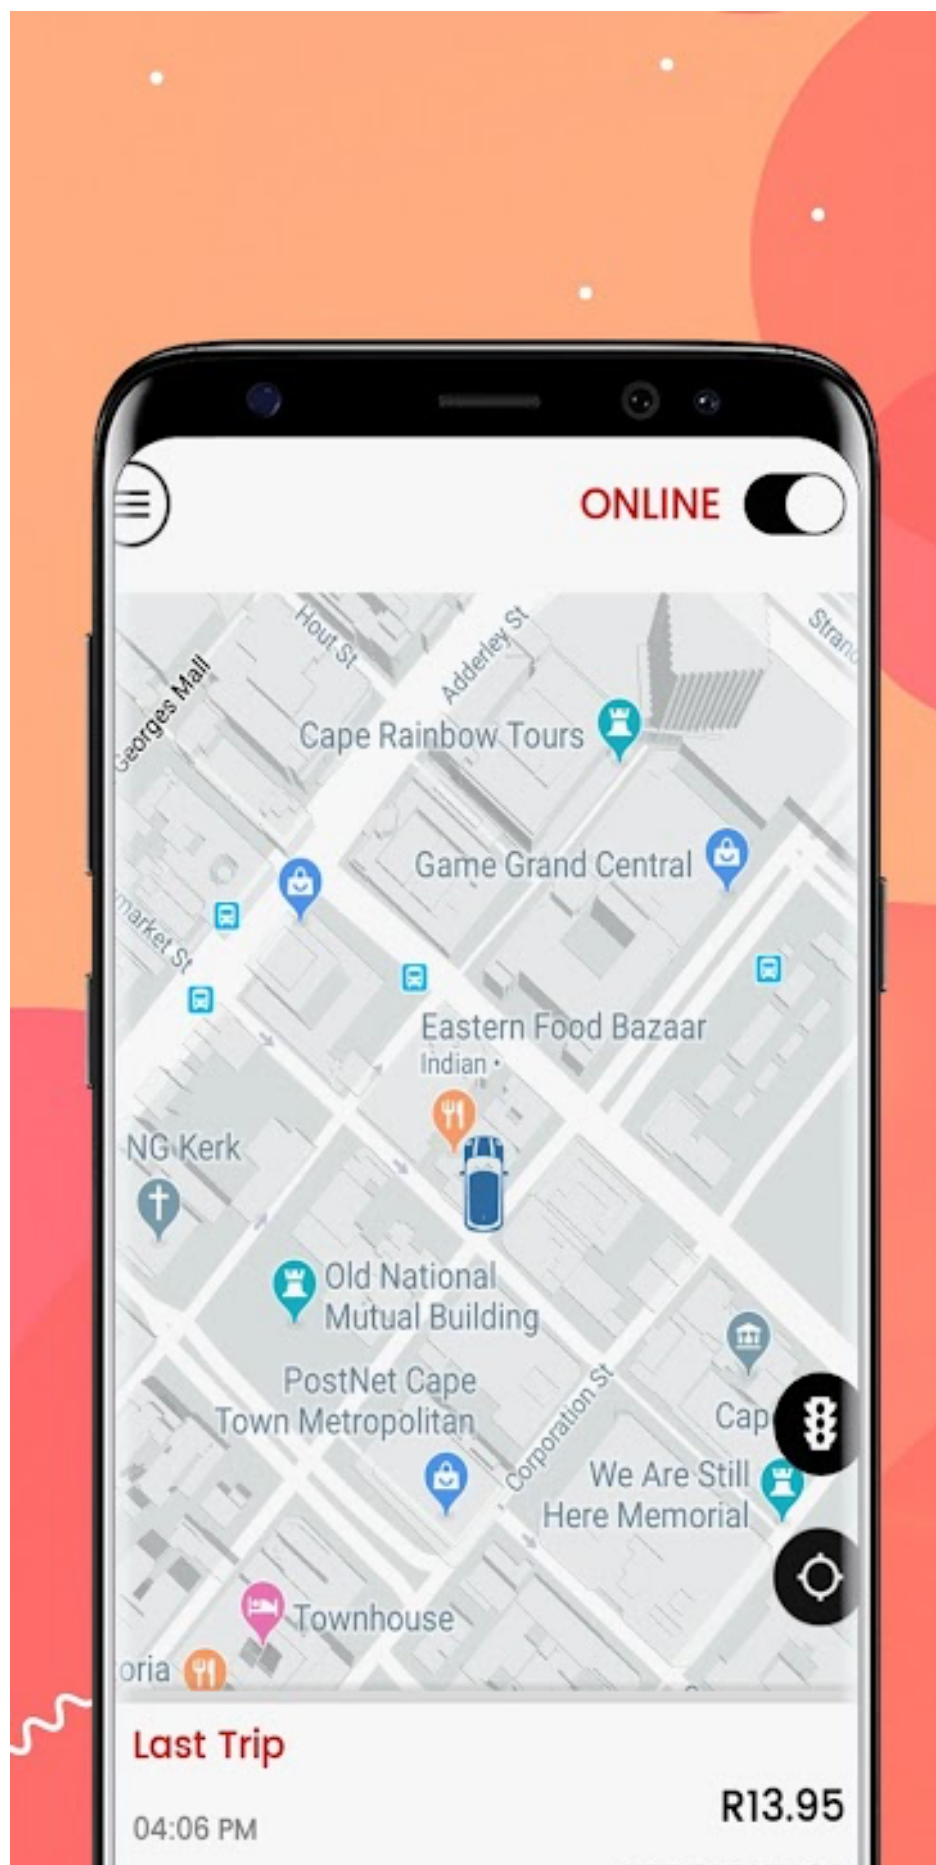 ONLINE
Hout St
Adderley St
Strand
Georges Mall
Cape Rainbow Tours
Game Grand Central
market St
Eastern Food Bazaar
Indian •
NG Kerk
Old National
Mutual Building
PostNet Cape
Town Metropolitan
Corporation St
Cap
We Are Still
Here Memorial
Townhouse
oria
Last Trip
R13.95
04:06 PM